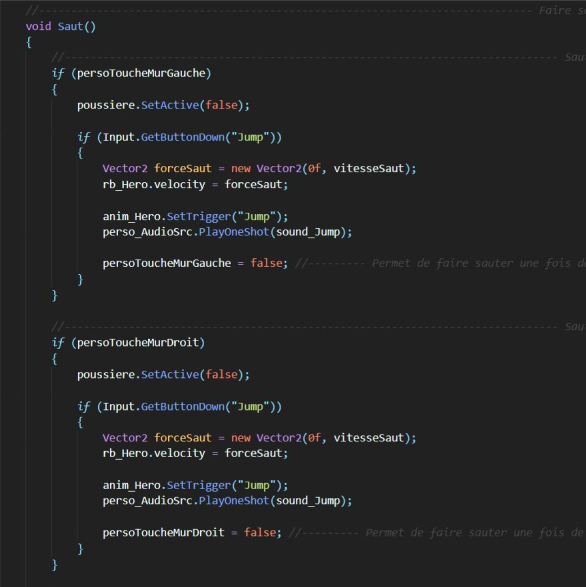 //------------------------------------------------------------------------------ Faire s
void Saut()
{
//------------------------------------------------------------------------------ Sau
if (persoToucheMurGauche)
{
poussiere.SetActive(false);
if (Input.GetButtonDown("Jump"))
{
Vector2 forceSaut = new Vector2(0f, vitesseSaut);
rb_Hero.velocity = forceSaut;
anim_Hero.SetTrigger("Jump");
perso_AudioSrc.PlayOneShot(sound_Jump);
persoToucheMurGauche = false; //--------- Permet de faire sauter une fois de
}
}
//------------------------------------------------------------------------------ Sau
if (persoToucheMurDroit)
{
poussiere.SetActive(false);
if (Input.GetButtonDown("Jump"))
{
Vector2 forceSaut = new Vector2(0f, vitesseSaut);
rb_Hero.velocity = forceSaut;
anim_Hero.SetTrigger("Jump");
perso_AudioSrc.PlayOneShot(sound_Jump);
persoToucheMurDroit = false; //--------- Permet de faire sauter une fois de
}
}